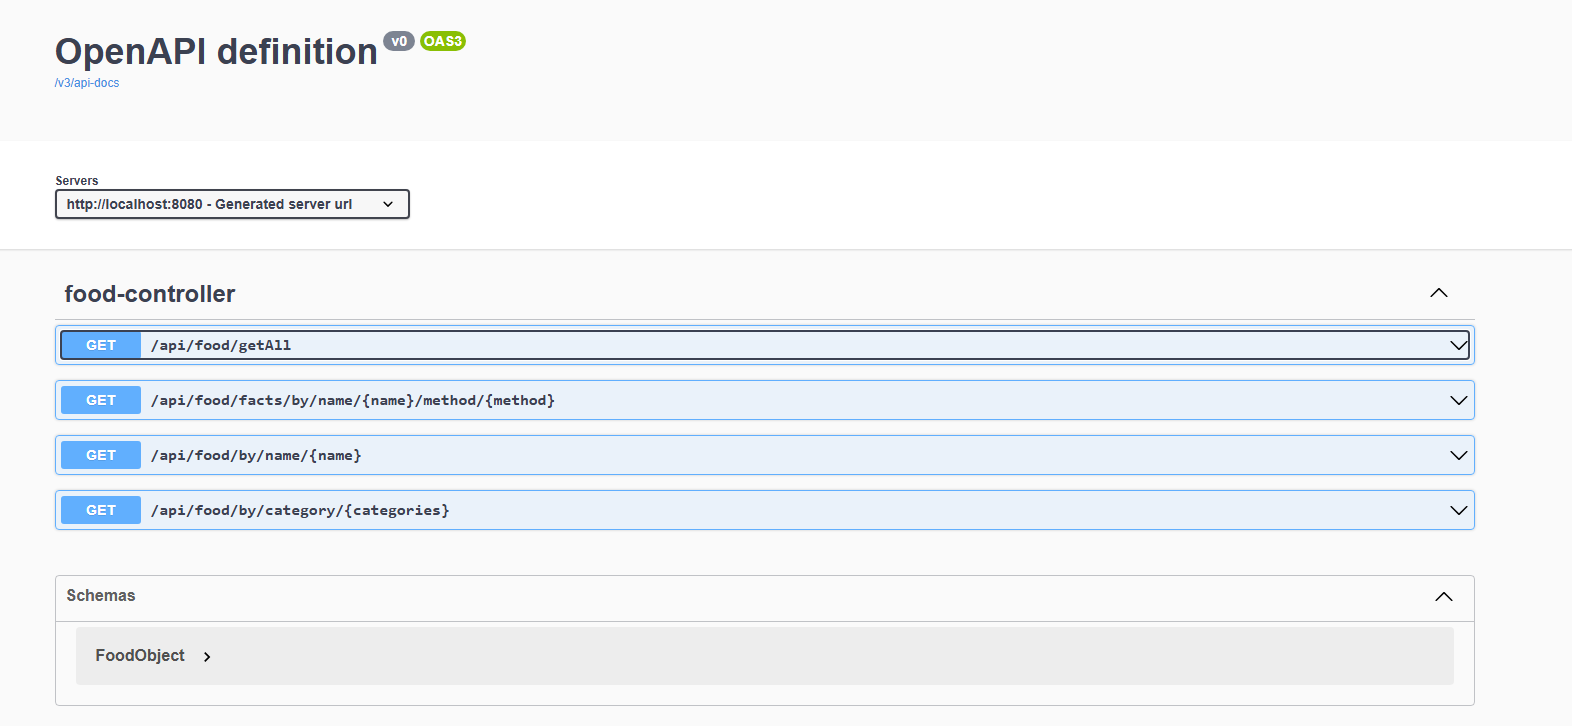 OpenAPI definition v0 OAS3
/v3/api-docs
Servers
http://localhost:8080 - Generated server url
food-controller
GET /api/food/getAll
GET /api/food/facts/by/name/{name}/method/{method}
GET /api/food/by/name/{name}
GET /api/food/by/category/{categories}
Schemas
FoodObject